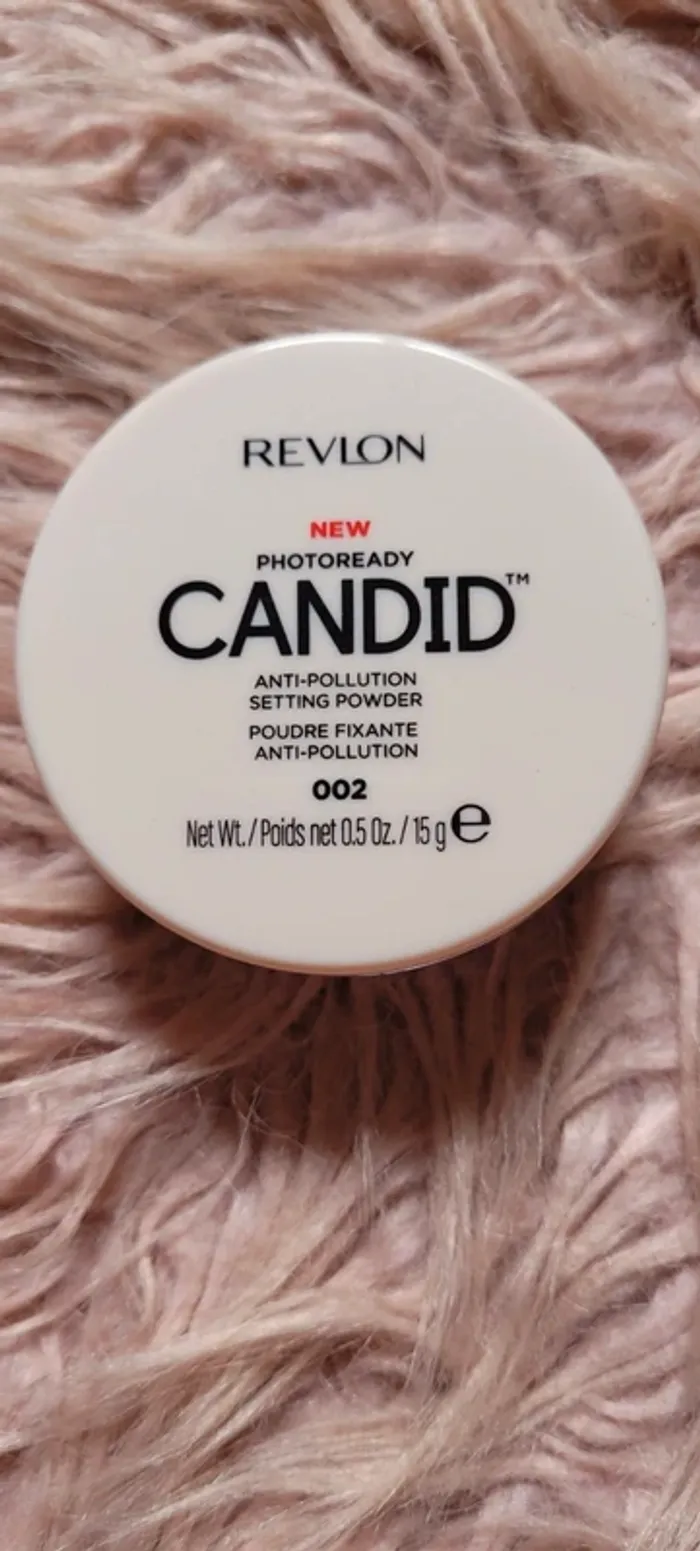 REVLON
NEW
PHOTOREADY
CANDID™
ANTI-POLLUTION
SETTING POWDER
POUDRE FIXANTE
ANTI-POLLUTION
002
Net Wt./Poids net 0.5 Oz./15 g ℮